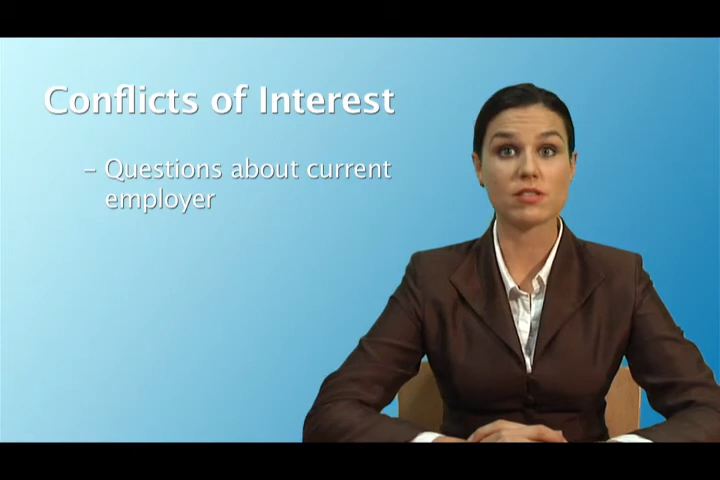 Conflicts of Interest
– Questions about current
employer